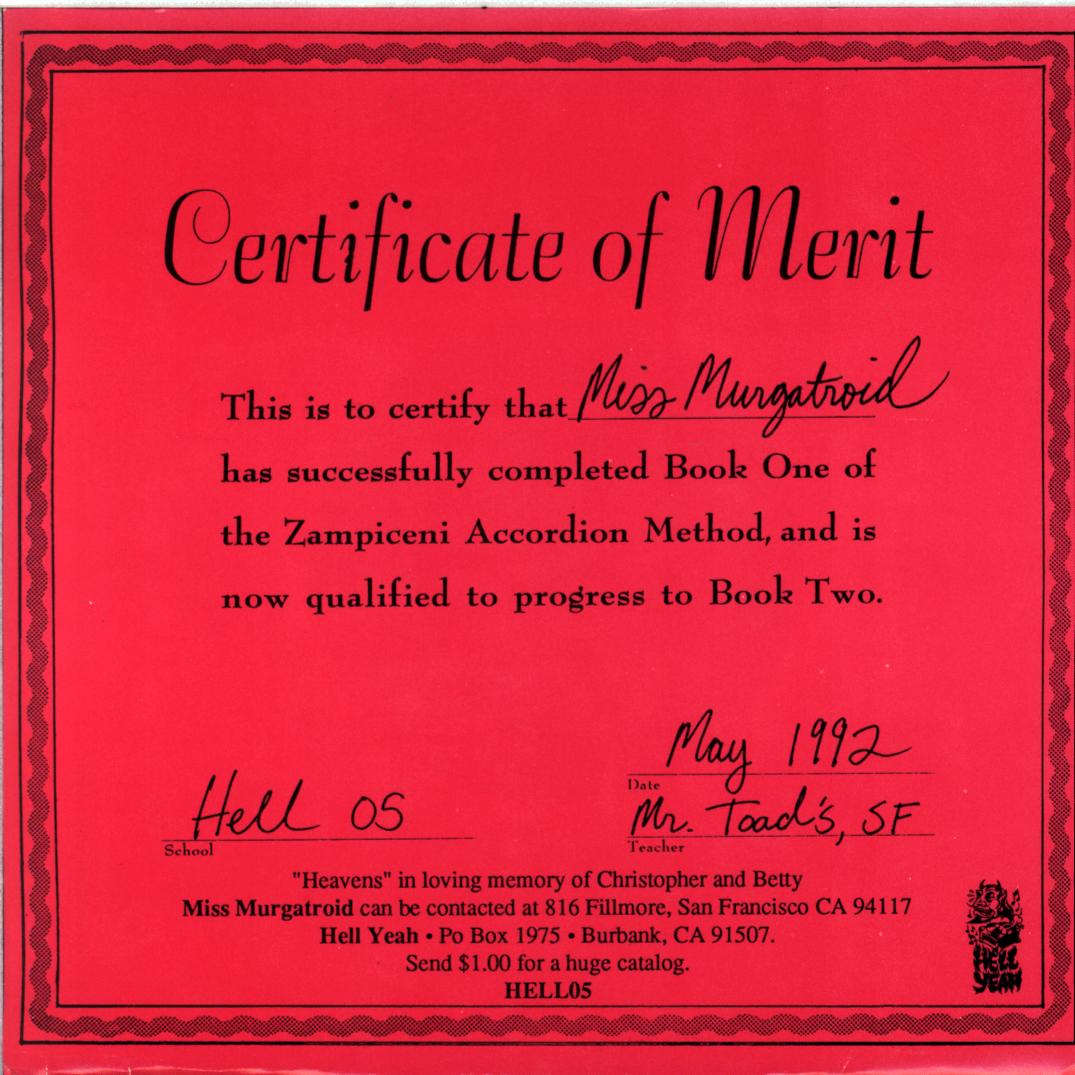 Certificate of Merit
This is to certify that Miss Murgatroid
has successfully completed Book One of
the Zampiceni Accordion Method, and is
now qualified to progress to Book Two.
May 1992
Date
Hell 05
School
Mr. Toad's, SF
Teacher
"Heavens" in loving memory of Christopher and Betty
Miss Murgatroid can be contacted at 816 Fillmore, San Francisco CA 94117
Hell Yeah • Po Box 1975 • Burbank, CA 91507.
Send $1.00 for a huge catalog.
HELL05
HELL
YEAH